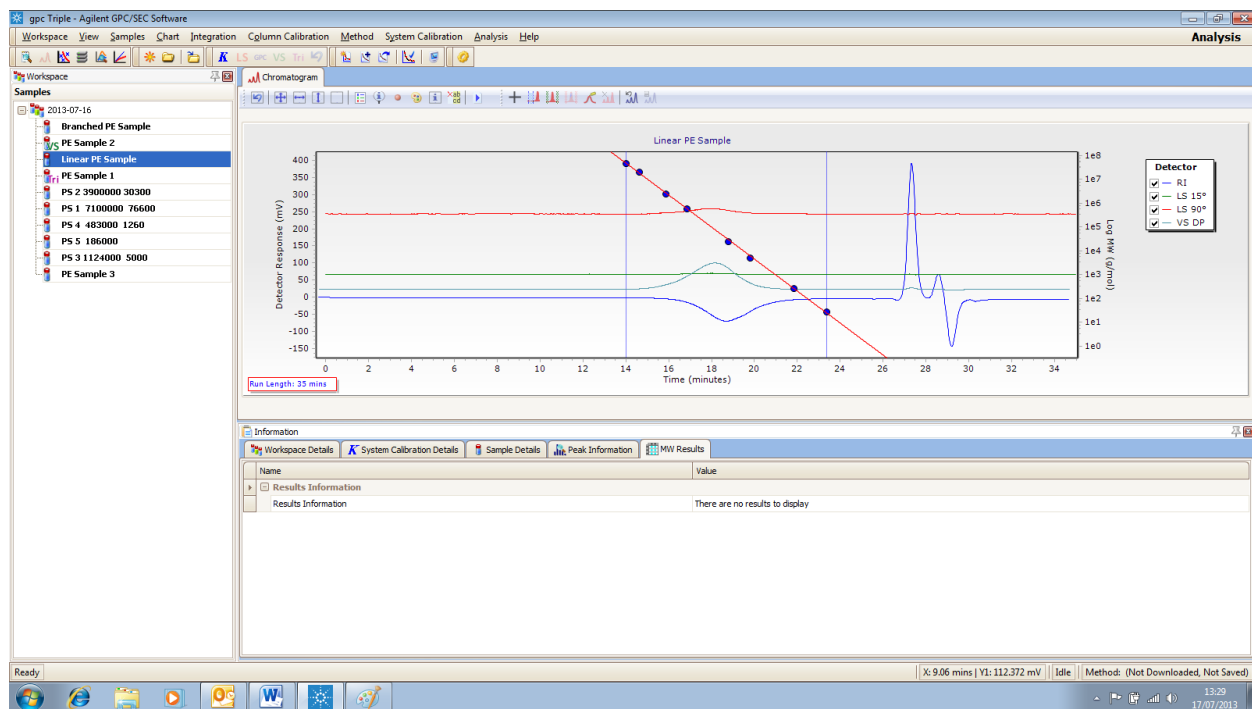 gpc Triple - Agilent GPC/SEC Software
Workspace View Samples Chart Integration Column Calibration Method System Calibration Analysis Help
Analysis
K LS GPC VS Tri
Workspace
Samples
2013-07-16
Branched PE Sample
VS PE Sample 2
Linear PE Sample
Tri PE Sample 1
PS 2 3900000 30300
PS 1 7100000 76600
PS 4 483000 1260
PS 5 186000
PS 3 1124000 5000
PE Sample 3
Chromatogram
Linear PE Sample
400
350
300
250
200
150
100
50
0
-50
-100
-150
Detector Response (mV)
1e8
1e7
1e6
1e5
1e4
1e3
1e2
1e1
1e0
Log MW (g/mol)
0 2 4 6 8 10 12 14 16 18 20 22 24 26 28 30 32 34
Time (minutes)
Run Length: 35 mins
Detector
RI
LS 15°
LS 90°
VS DP
Information
Workspace Details K System Calibration Details Sample Details Peak Information MW Results
Name Value
Results Information
Results Information There are no results to display
Ready X: 9.06 mins | Y1: 112.372 mV Idle Method: (Not Downloaded, Not Saved)
13:29
17/07/2013